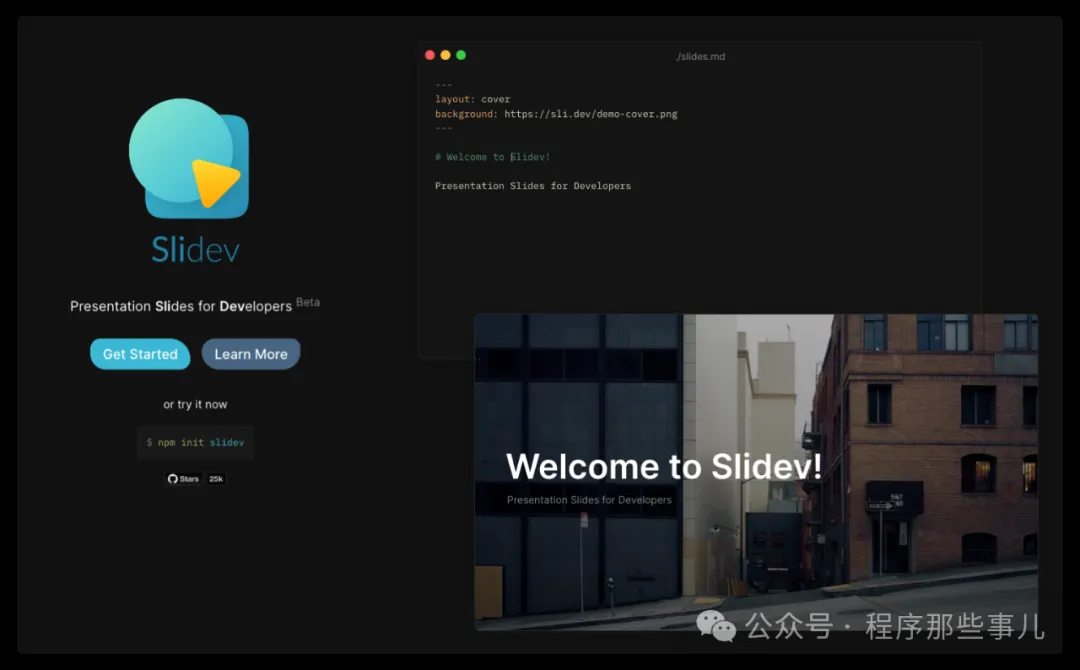 Slidev
Presentation Slides for Developers Beta
Get Started
Learn More
or try it now
$ npm init slidev
Stars 25k
./slides.md
---
layout: cover
background: https://sli.dev/demo-cover.png
---
# Welcome to Slidev!
Presentation Slides for Developers
Welcome to Slidev!
Presentation Slides for Developers
567
公众号 · 程序那些事儿